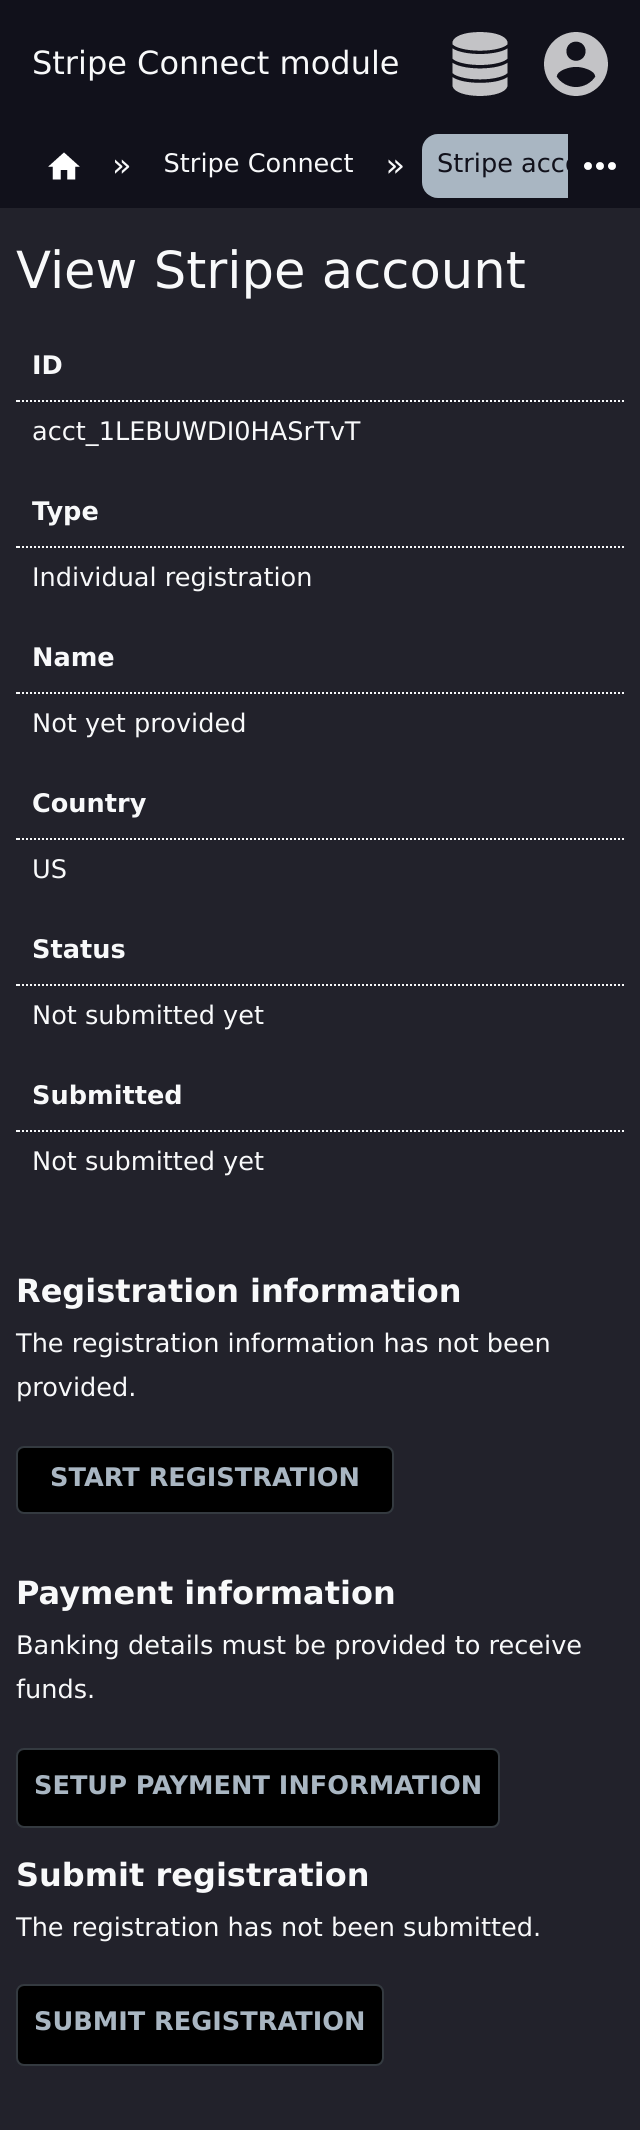 Stripe Connect module
» Stripe Connect » Stripe acc
View Stripe account
ID
acct_1LEBUWDI0HASrTvT
Type
Individual registration
Name
Not yet provided
Country
US
Status
Not submitted yet
Submitted
Not submitted yet
Registration information
The registration information has not been
provided.
START REGISTRATION
Payment information
Banking details must be provided to receive
funds.
SETUP PAYMENT INFORMATION
Submit registration
The registration has not been submitted.
SUBMIT REGISTRATION